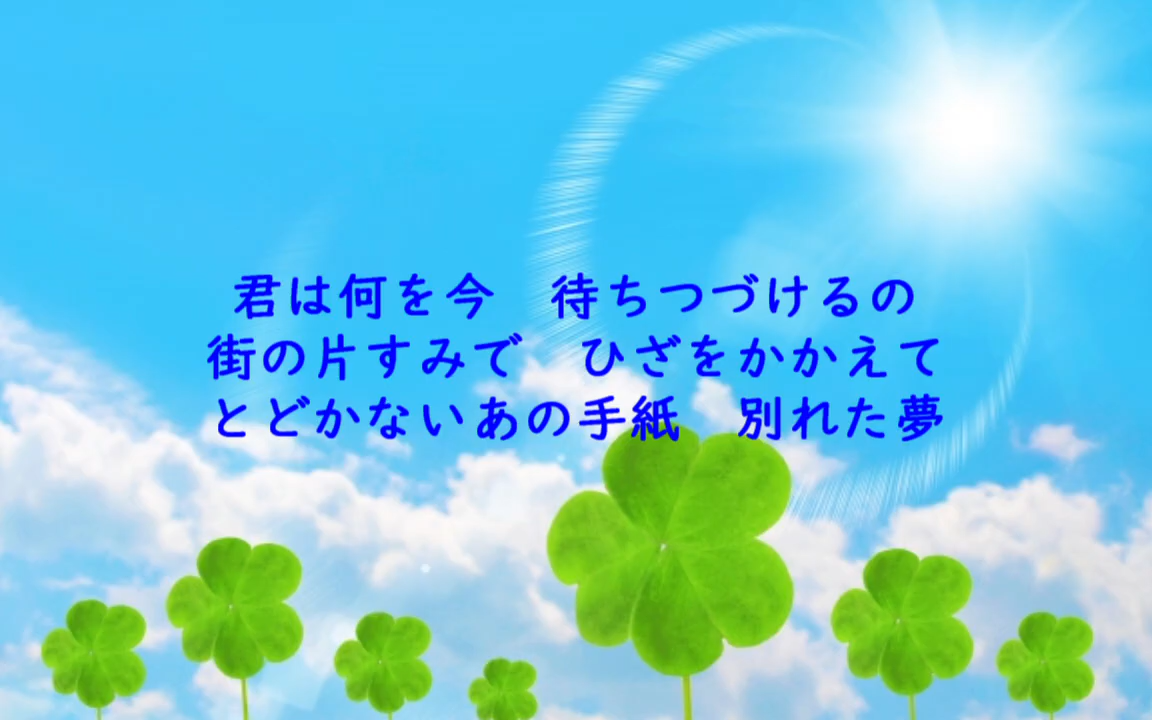 君は何を今　待ちつづけるの
街の片すみで　ひざをかかえて
とどかないあの手紙　別れた夢